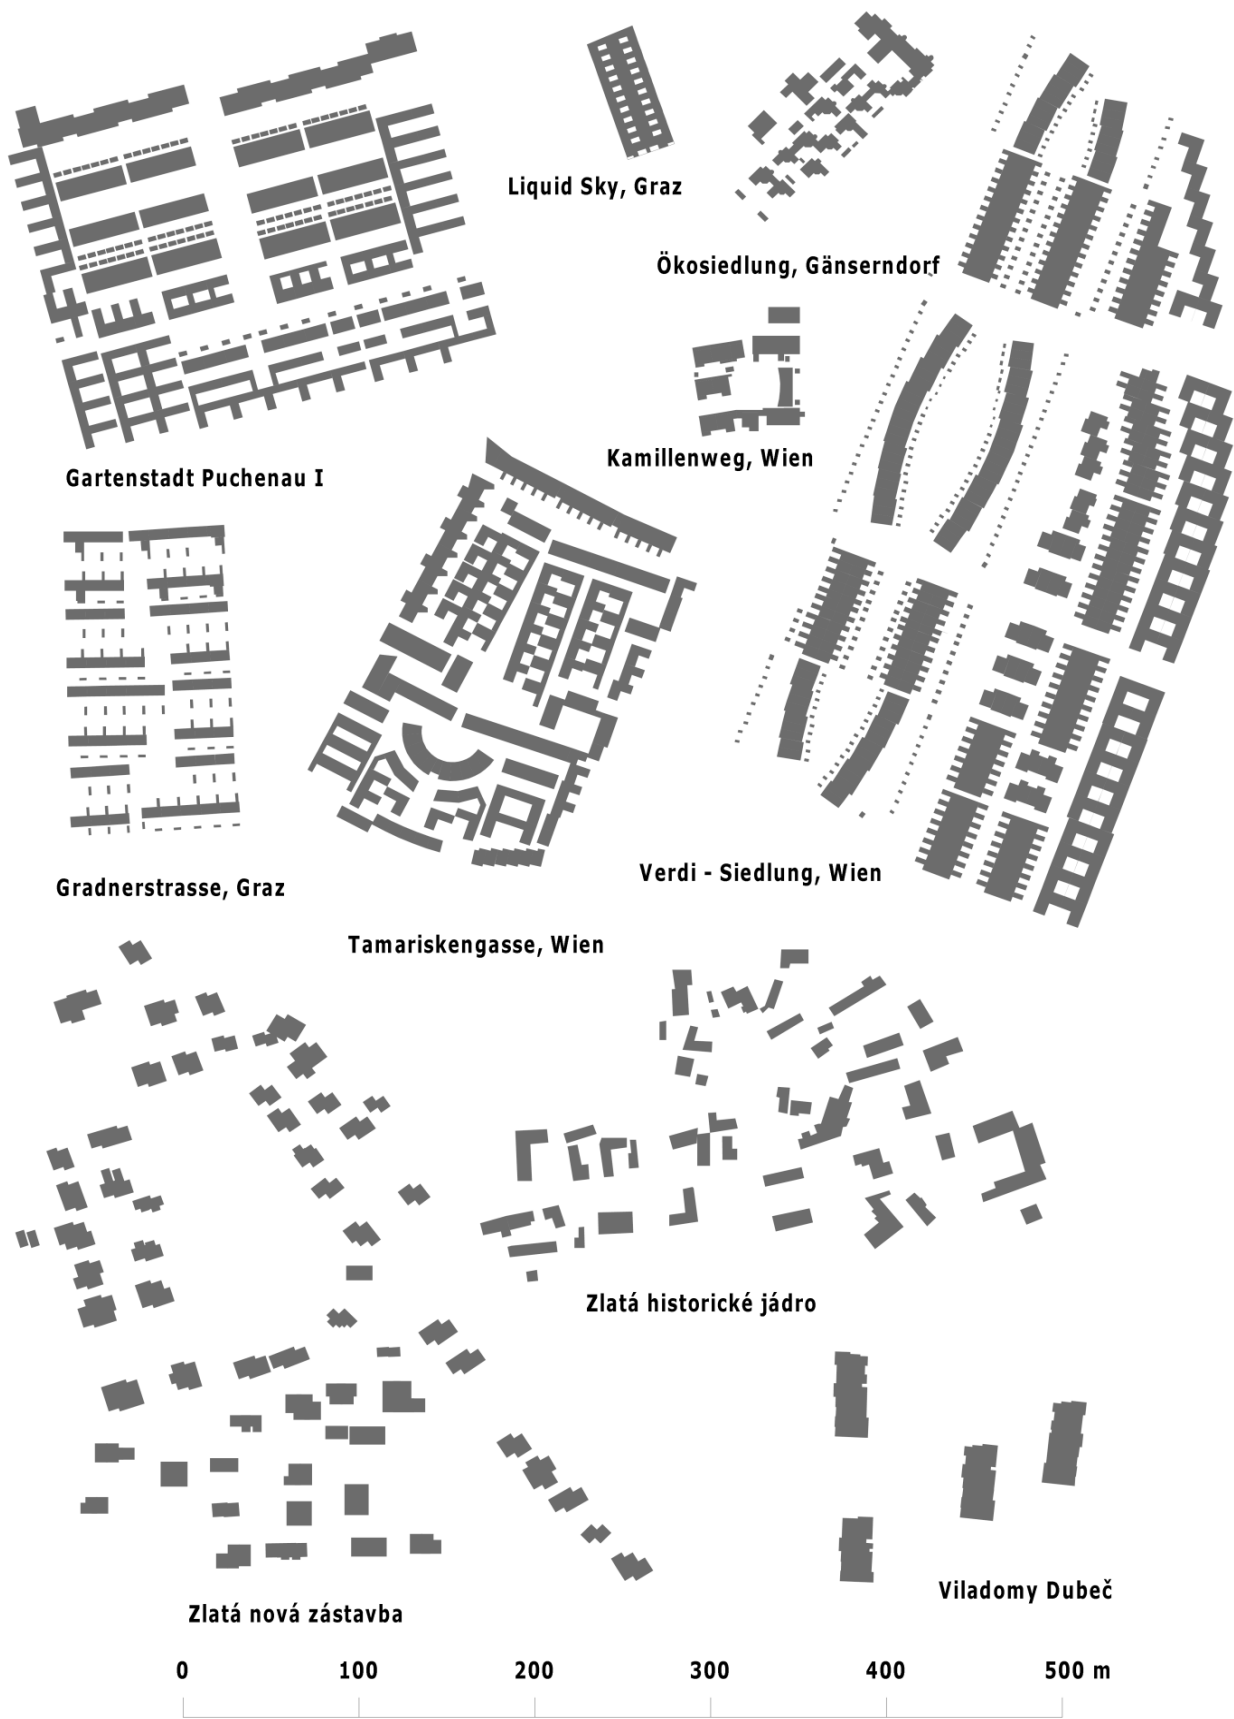 Liquid Sky, Graz
Ökosiedlung, Gänserndorf
Kamillenweg, Wien
Gartenstadt Puchenau I
Verdi - Siedlung, Wien
Gradnerstrasse, Graz
Tamariskengasse, Wien
Zlatá historické jádro
Viladomy Dubeč
Zlatá nová zástavba
0 100 200 300 400 500 m